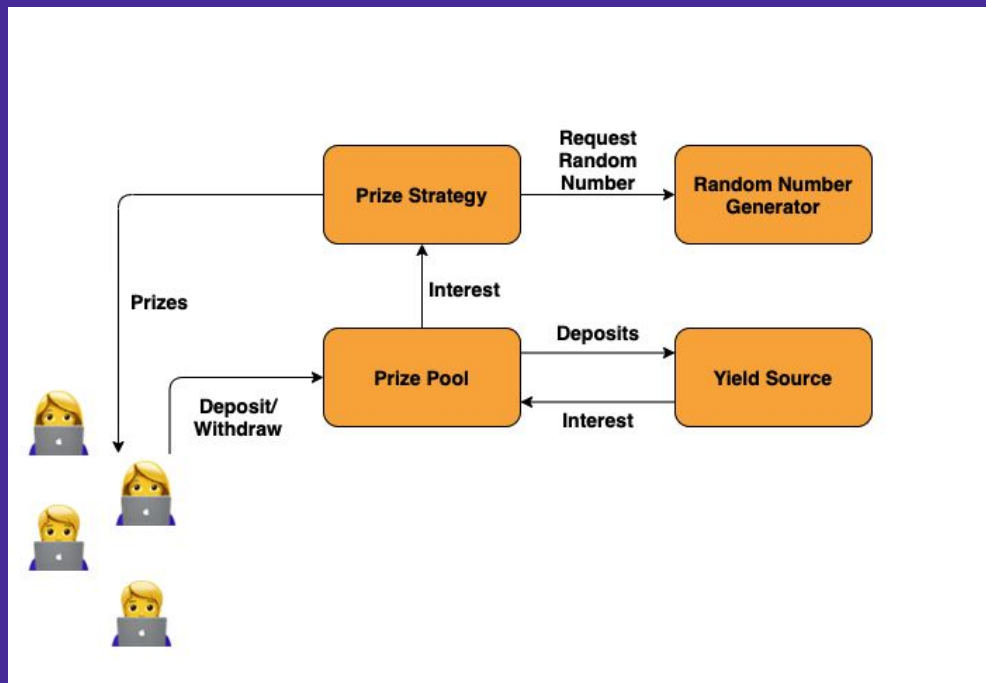 Request
Random
Number
Prize Strategy
Random Number
Generator
Interest
Prizes
Deposits
Prize Pool
Yield Source
Deposit/
Withdraw
Interest